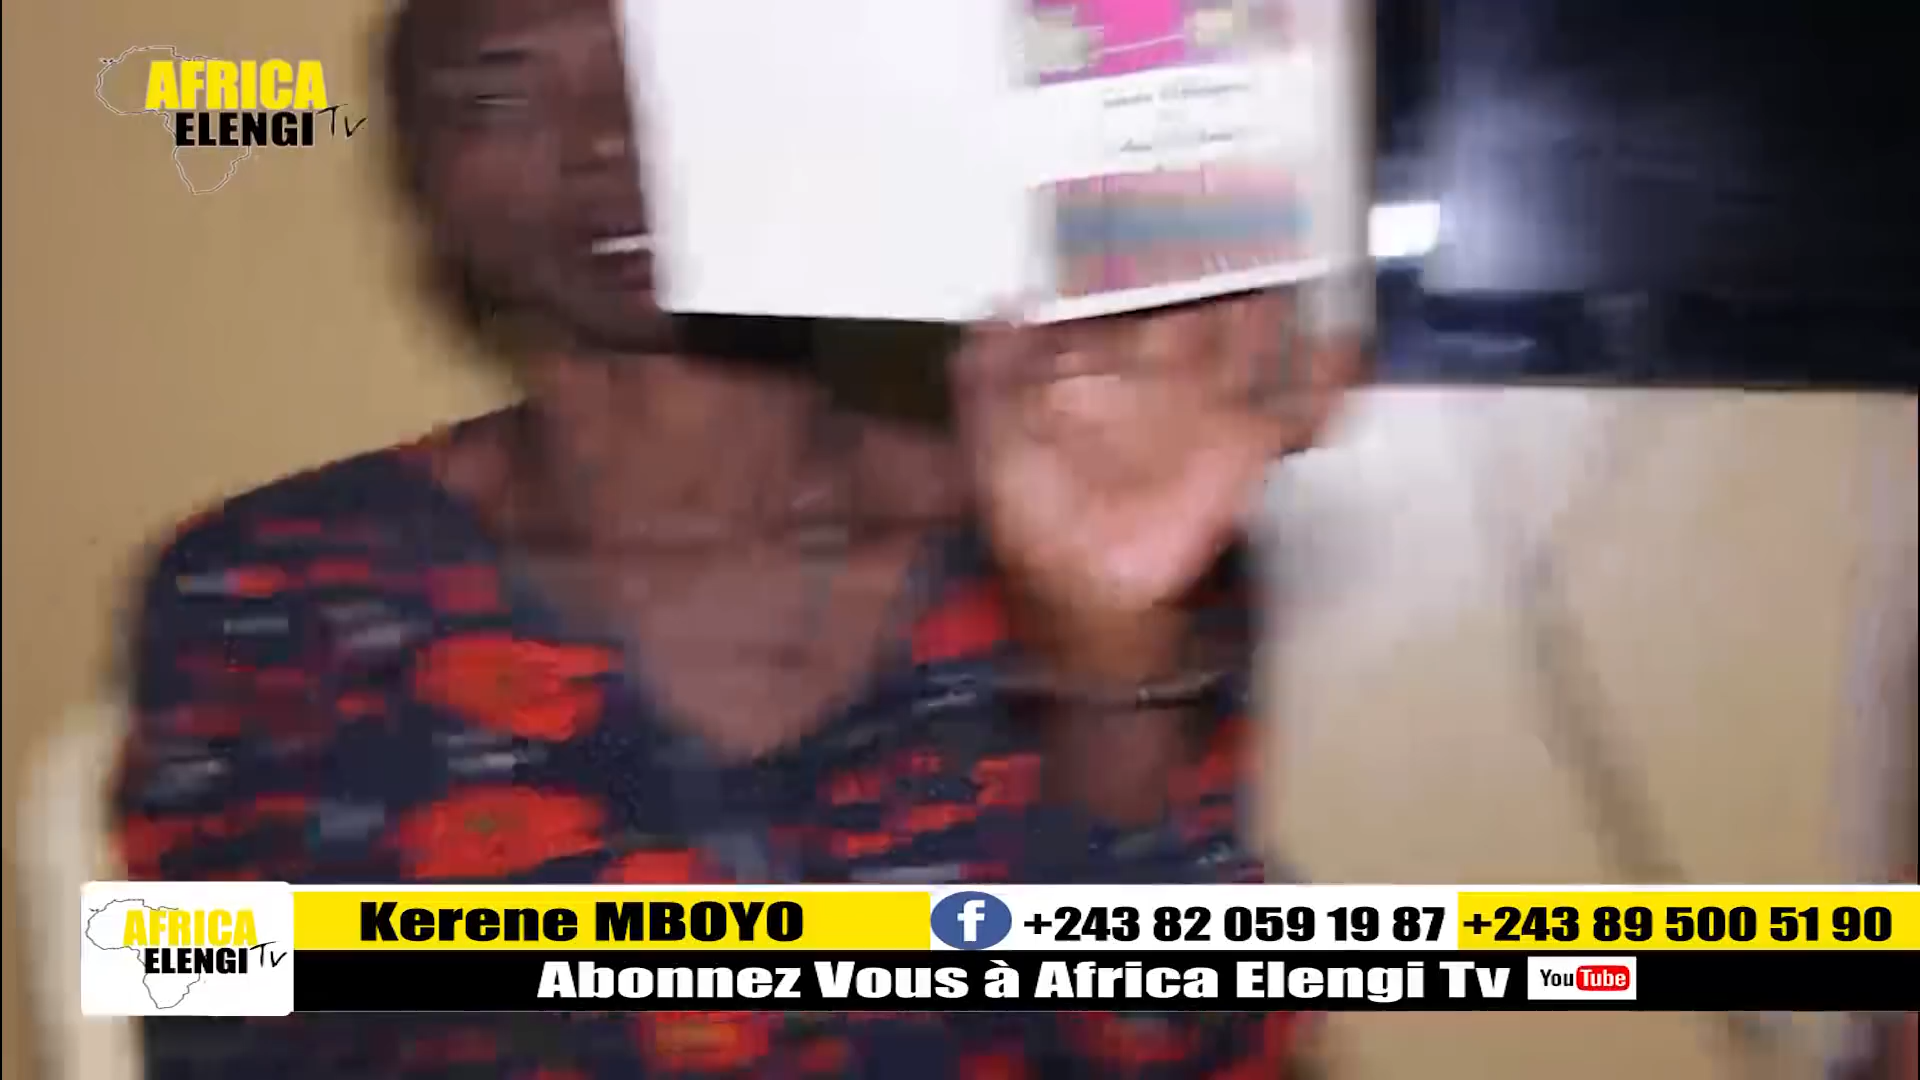 AFRICA
ELENGI Tv
Kerene MBOYO
f +243 82 059 19 87 +243 89 500 51 90
AFRICA
ELENGI Tv
Abonnez Vous à Africa Elengi Tv YouTube